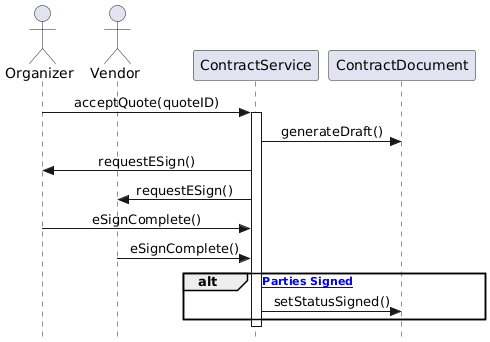 Organizer
Vendor
ContractService
ContractDocument
acceptQuote(quoteID)
generateDraft()
requestESign()
requestESign()
eSignComplete()
eSignComplete()
alt
Parties Signed
setStatusSigned()